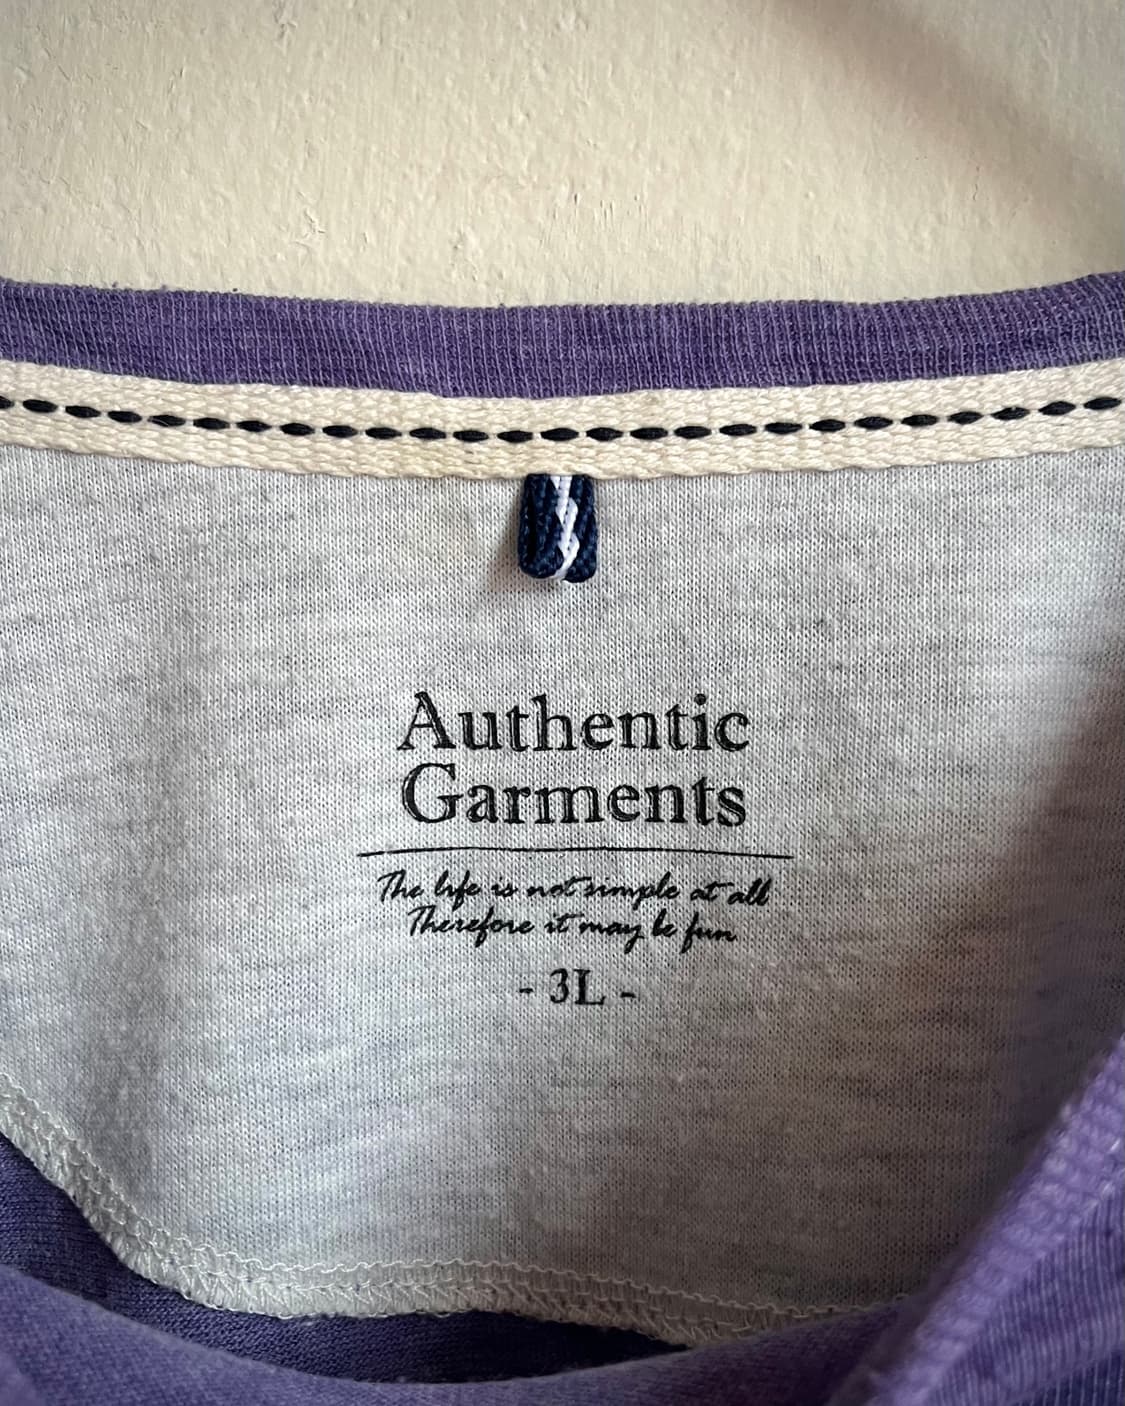 Authentic
Garments
The life is not simple at all
Therefore it may be fun
- 3L -